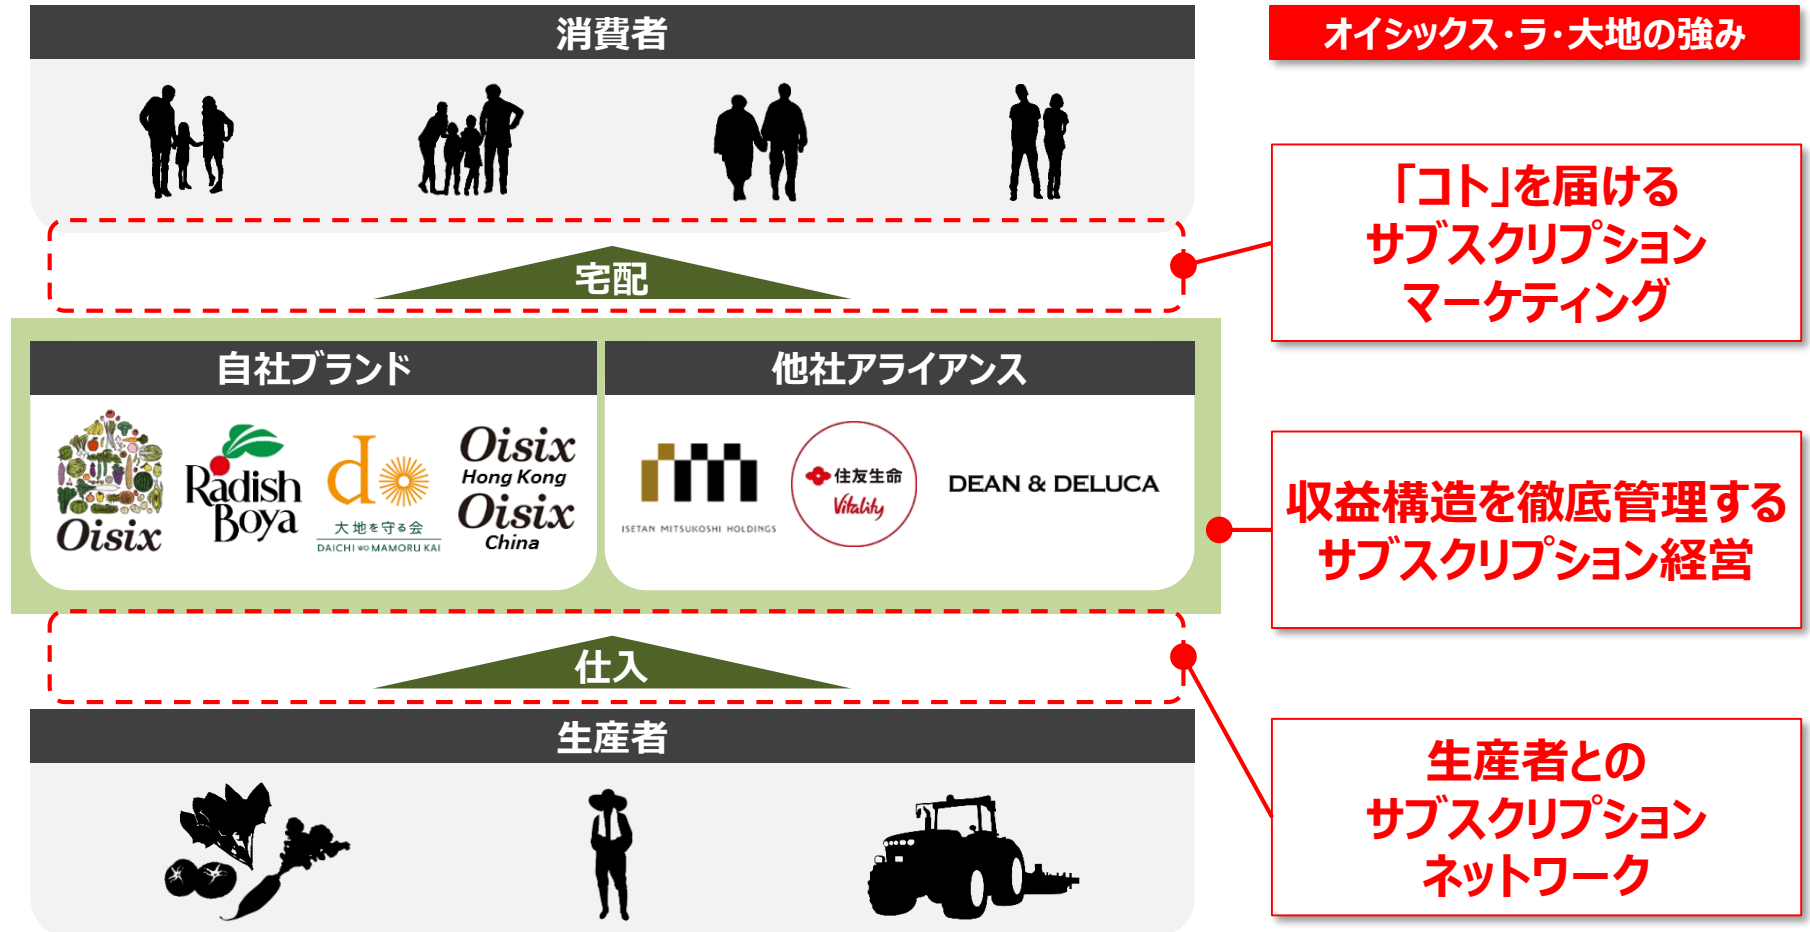 消費者
オイシックス・ラ・大地の強み
「コト」を届ける
サブスクリプション
マーケティング
宅配
自社ブランド
他社アライアンス
Oisix
Radish
Boya
do
大地を守る会
DAICHI WO MAMORU KAI
Oisix
Hong Kong
Oisix
China
ISETAN MITSUKOSHI HOLDINGS
住友生命
Vitality
DEAN & DELUCA
収益構造を徹底管理する
サブスクリプション経営
仕入
生産者
生産者との
サブスクリプション
ネットワーク